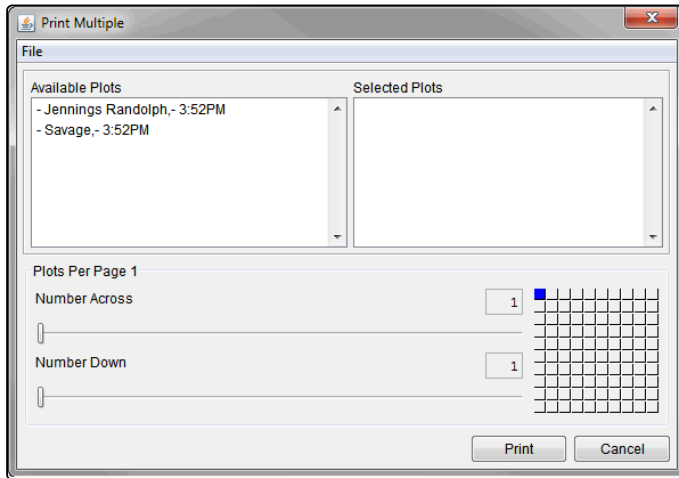 Print Multiple
File
Available Plots
Selected Plots
- Jennings Randolph,- 3:52PM
- Savage,- 3:52PM
Plots Per Page 1
Number Across
1
Number Down
1
Print
Cancel